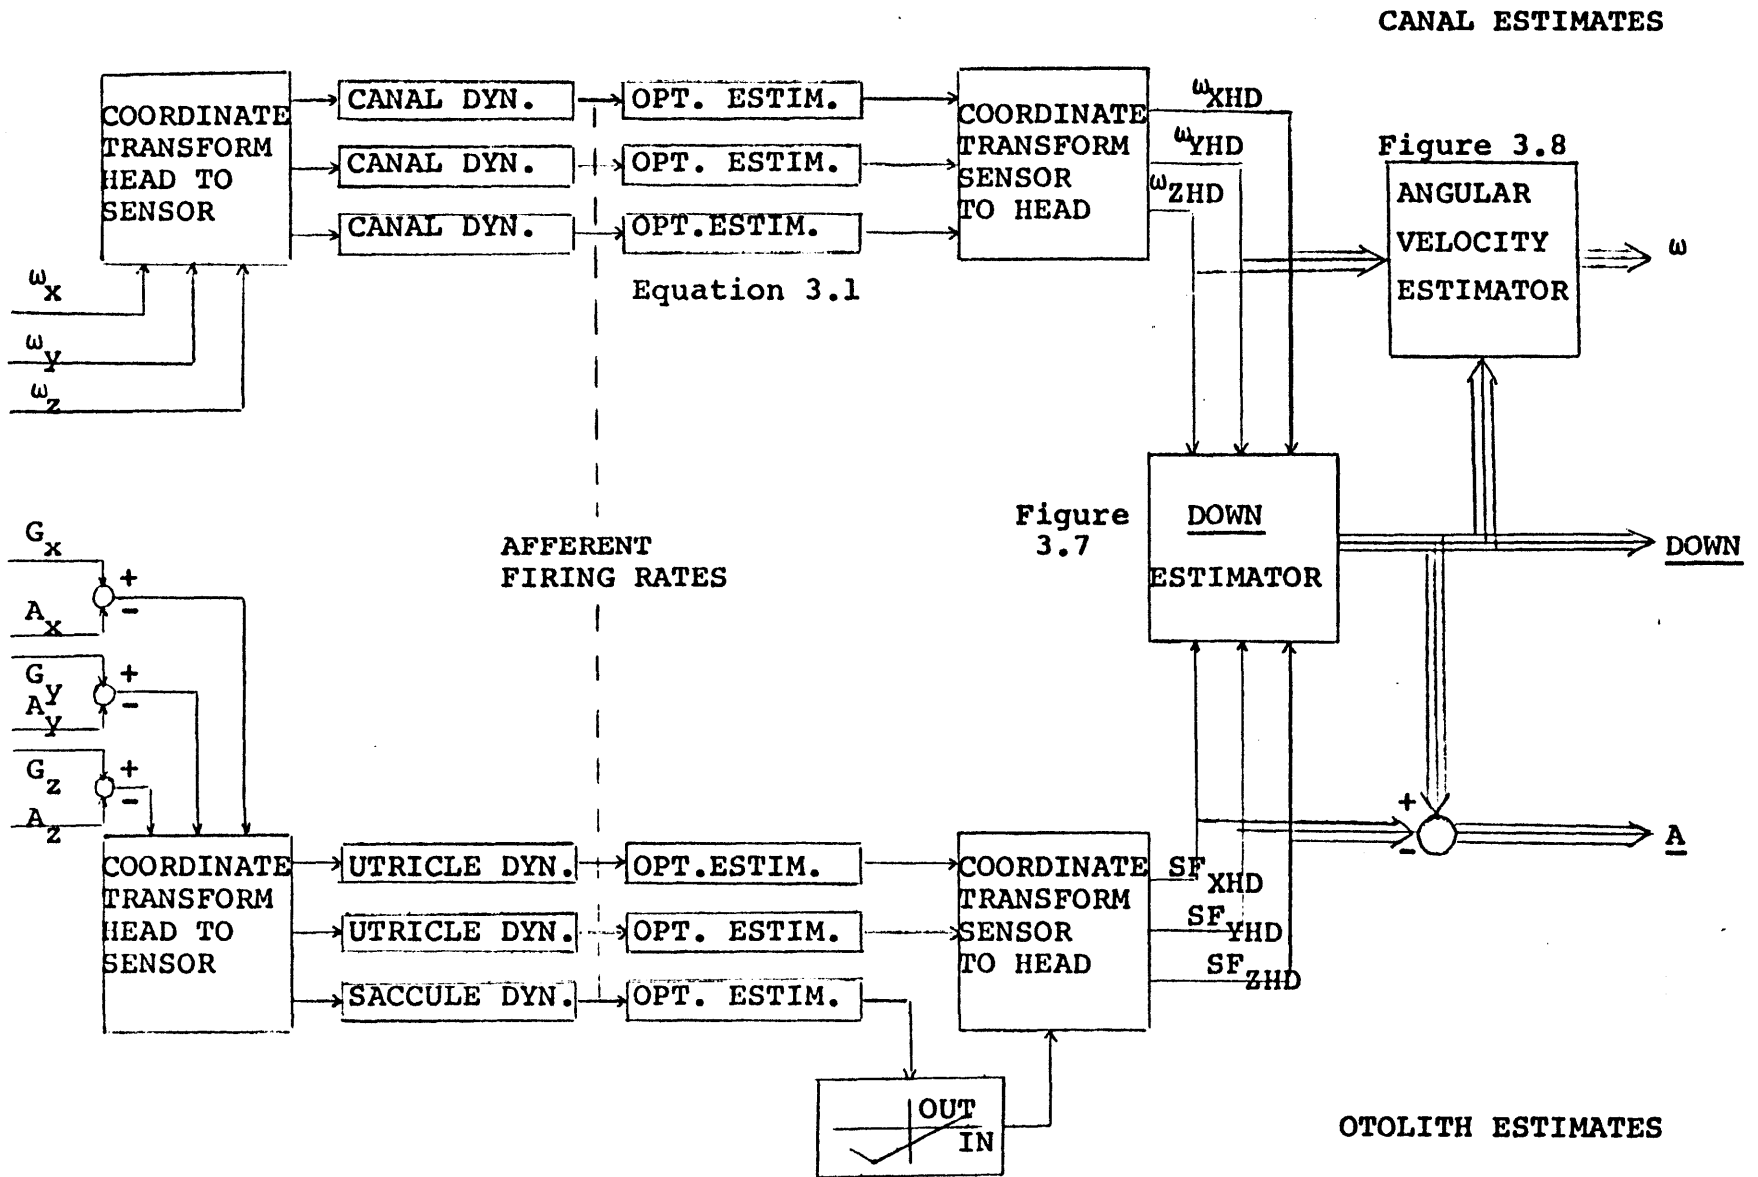 CANAL ESTIMATES
COORDINATE
TRANSFORM
HEAD TO
SENSOR
CANAL DYN.
OPT. ESTIM.
CANAL DYN.
OPT. ESTIM.
CANAL DYN.
OPT.ESTIM.
Equation 3.1
COORDINATE
TRANSFORM
SENSOR
TO HEAD
ωXHD
ωYHD
ωZHD
Figure 3.8
ANGULAR
VELOCITY
ESTIMATOR
ω
ωx
ωy
ωz
Figure
3.7
DOWN
ESTIMATOR
DOWN
AFFERENT
FIRING RATES
Gx
+
-
Ax
Gy
+
-
Ay
Gz
+
-
Az
COORDINATE
TRANSFORM
HEAD TO
SENSOR
UTRICLE DYN.
OPT.ESTIM.
UTRICLE DYN.
OPT. ESTIM.
SACCULE DYN.
OPT. ESTIM.
COORDINATE
TRANSFORM
SENSOR
TO HEAD
SFXHD
SFYHD
SFZHD
+
-
A
OUT
IN
OTOLITH ESTIMATES